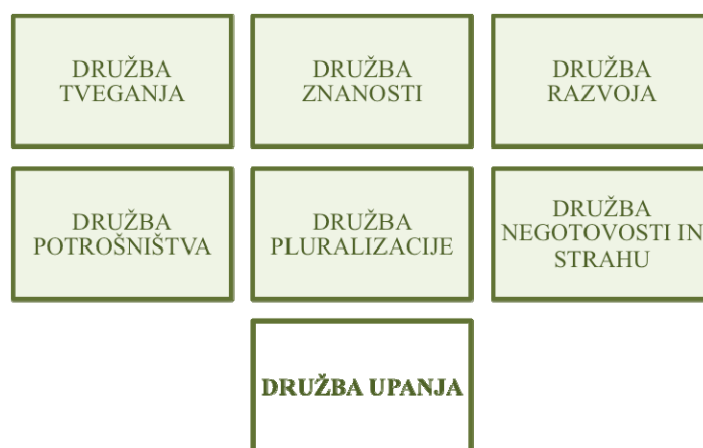 DRUŽBA
TVEGANJA
DRUŽBA
ZNANOSTI
DRUŽBA
RAZVOJA
DRUŽBA
POTROŠNIŠTVA
DRUŽBA
PLURALIZACIJE
DRUŽBA
NEGOTOVOSTI IN
STRAHU
DRUŽBA UPANJA